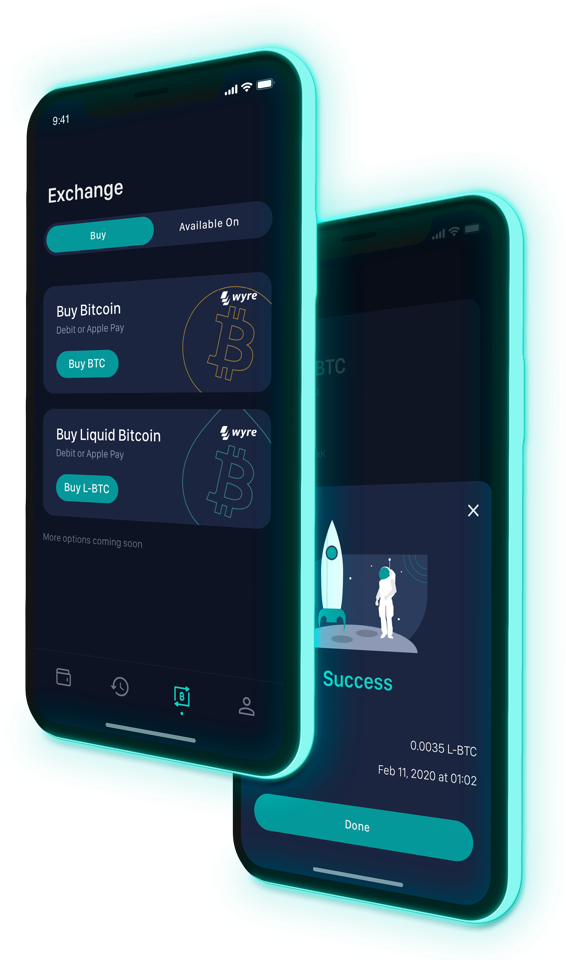 9:41
Exchange
Buy
Available On
wyre
Buy Bitcoin
Debit or Apple Pay
Buy BTC
wyre
Buy Liquid Bitcoin
Debit or Apple Pay
Buy L-BTC
More options coming soon
BTC
Success
0.0035 L-BTC
Feb 11, 2020 at 01:02
Done